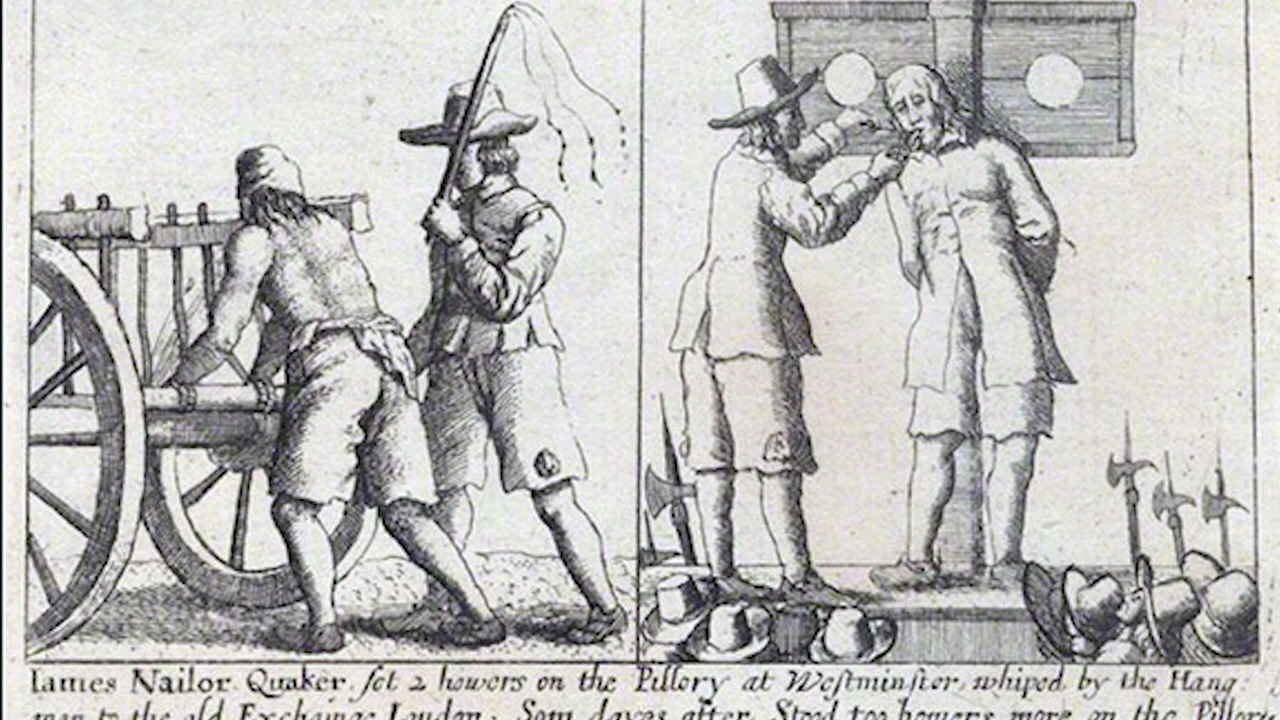 Iames Nailor Quaker set 2 howers on the Pillory at Westminster, whiped by the Hang:
man to the old Exchainge London, Som dayes after, Stood too howers more on the Pillory